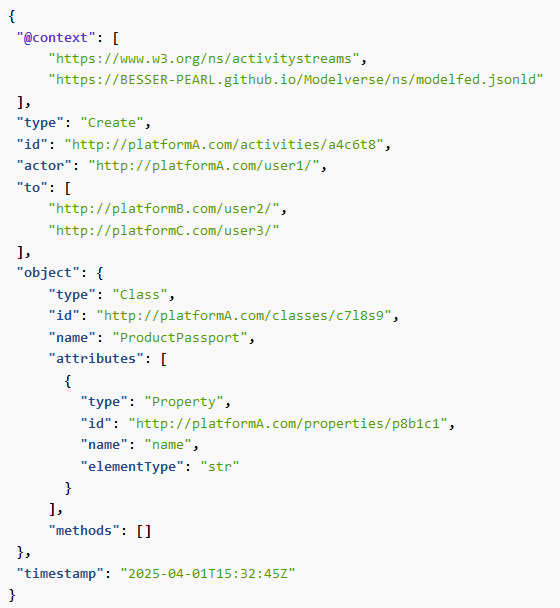 {
"@context": [
"https://www.w3.org/ns/activitystreams",
"https://BESSER-PEARL.github.io/Modelverse/ns/modelfed.jsonld"
],
"type": "Create",
"id": "http://platformA.com/activities/a4c6t8",
"actor": "http://platformA.com/user1/",
"to": [
"http://platformB.com/user2/",
"http://platformC.com/user3/"
],
"object": {
"type": "Class",
"id": "http://platformA.com/classes/c7l8s9",
"name": "ProductPassport",
"attributes": [
{
"type": "Property",
"id": "http://platformA.com/properties/p8b1c1",
"name": "name",
"elementType": "str"
}
],
"methods": []
},
"timestamp": "2025-04-01T15:32:45Z"
}